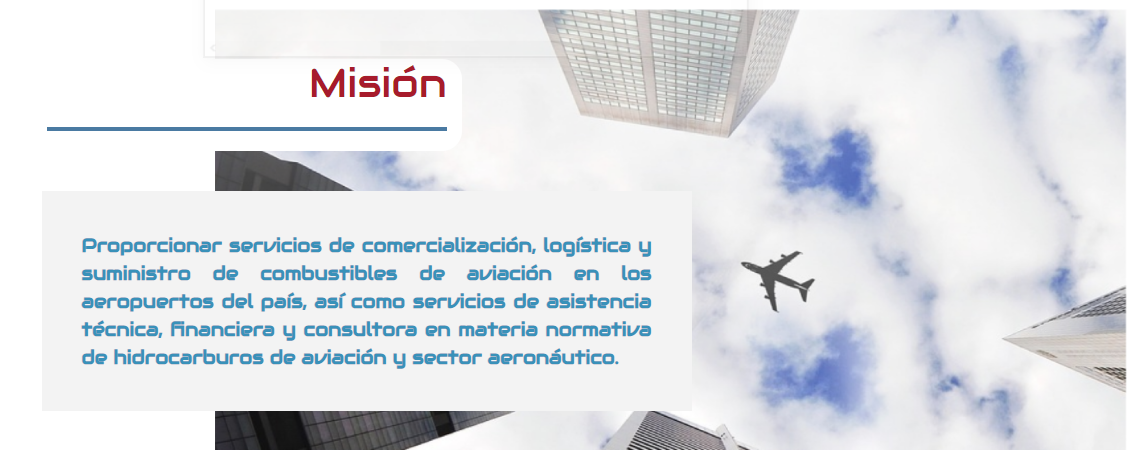 Misión
Proporcionar servicios de comercialización, logística y
suministro de combustibles de aviación en los
aeropuertos del país, así como servicios de asistencia
técnica, financiera y consultora en materia normativa
de hidrocarburos de aviación y sector aeronáutico.